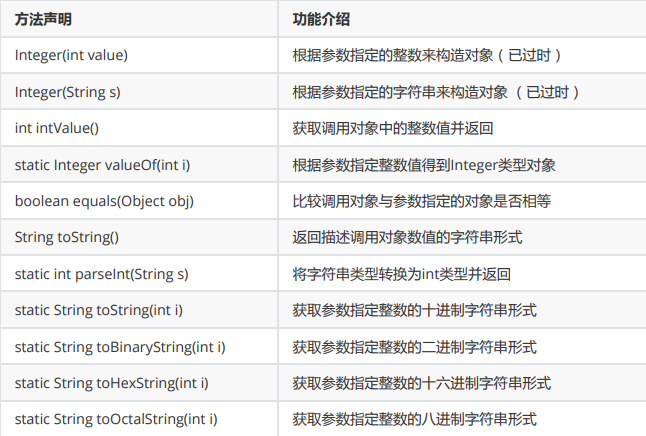 方法声明 功能介绍
Integer(int value) 根据参数指定的整数来构造对象（已过时）
Integer(String s) 根据参数指定的字符串来构造对象 （已过时）
int intValue() 获取调用对象中的整数值并返回
static Integer valueOf(int i) 根据参数指定整数值得到Integer类型对象
boolean equals(Object obj) 比较调用对象与参数指定的对象是否相等
String toString() 返回描述调用对象数值的字符串形式
static int parseInt(String s) 将字符串类型转换为int类型并返回
static String toString(int i) 获取参数指定整数的十进制字符串形式
static String toBinaryString(int i) 获取参数指定整数的二进制字符串形式
static String toHexString(int i) 获取参数指定整数的十六进制字符串形式
static String toOctalString(int i) 获取参数指定整数的八进制字符串形式